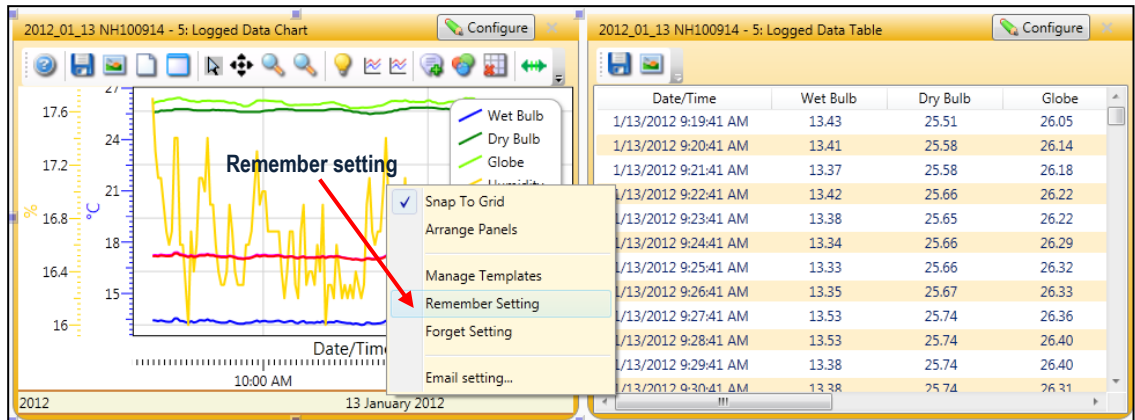 2012_01_13 NH100914 - 5: Logged Data Chart
Configure
27
17.6
24
17.2
21
%
°C
16.8
18
16.4
15
16
Wet Bulb
Dry Bulb
Globe
Humidity
Remember setting
Date/Time
10:00 AM
2012 13 January 2012
Snap To Grid
Arrange Panels
Manage Templates
Remember Setting
Forget Setting
Email setting...
2012_01_13 NH100914 - 5: Logged Data Table
Configure
Date/Time Wet Bulb Dry Bulb Globe
1/13/2012 9:19:41 AM 13.43 25.51 26.05
1/13/2012 9:20:41 AM 13.41 25.58 26.14
1/13/2012 9:21:41 AM 13.37 25.58 26.18
1/13/2012 9:22:41 AM 13.42 25.66 26.22
1/13/2012 9:23:41 AM 13.38 25.65 26.22
1/13/2012 9:24:41 AM 13.34 25.66 26.29
1/13/2012 9:25:41 AM 13.33 25.66 26.32
1/13/2012 9:26:41 AM 13.35 25.67 26.33
1/13/2012 9:27:41 AM 13.53 25.74 26.36
1/13/2012 9:28:41 AM 13.53 25.74 26.40
1/13/2012 9:29:41 AM 13.38 25.74 26.40
1/13/2012 9:30:41 AM 13.38 25.74 26.31